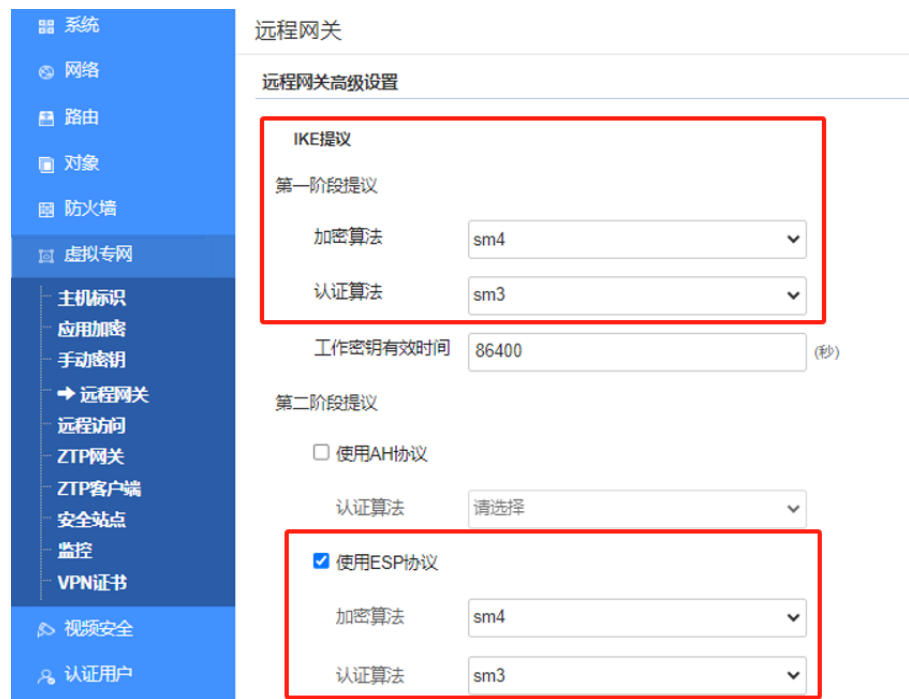 系统
网络
路由
对象
防火墙
虚拟专网
主机标识
应用加密
手动密钥
远程网关
远程访问
ZTP网关
ZTP客户端
安全站点
监控
VPN证书
视频安全
认证用户
远程网关
远程网关高级设置
IKE提议
第一阶段提议
加密算法 sm4
认证算法 sm3
工作密钥有效时间 86400 (秒)
第二阶段提议
使用AH协议
认证算法 请选择
使用ESP协议
加密算法 sm4
认证算法 sm3